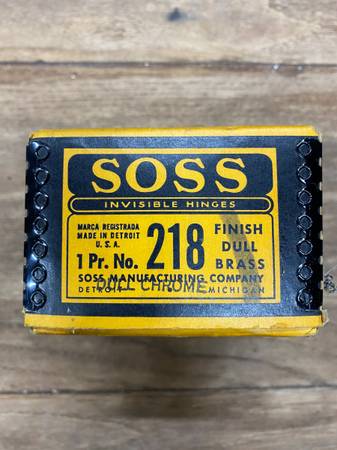 SOSS
INVISIBLE HINGES
MARCA REGISTRADA
MADE IN DETROIT
U. S. A.
1 Pr. No. 218
FINISH
DULL
BRASS
SOSS MANUFACTURING COMPANY
DULL CHROME
DETROIT • MICHIGAN